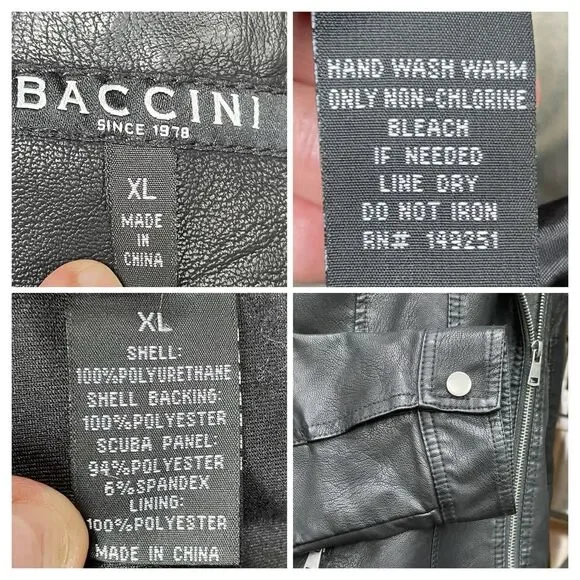 BACCINI
SINCE 1978
XL
MADE
IN
CHINA
HAND WASH WARM
ONLY NON-CHLORINE
BLEACH
IF NEEDED
LINE DRY
DO NOT IRON
RN# 149251
XL
SHELL:
100%POLYURETHANE
SHELL BACKING:
100%POLYESTER
SCUBA PANEL:
94%POLYESTER
6%SPANDEX
LINING:
100%POLYESTER
MADE IN CHINA